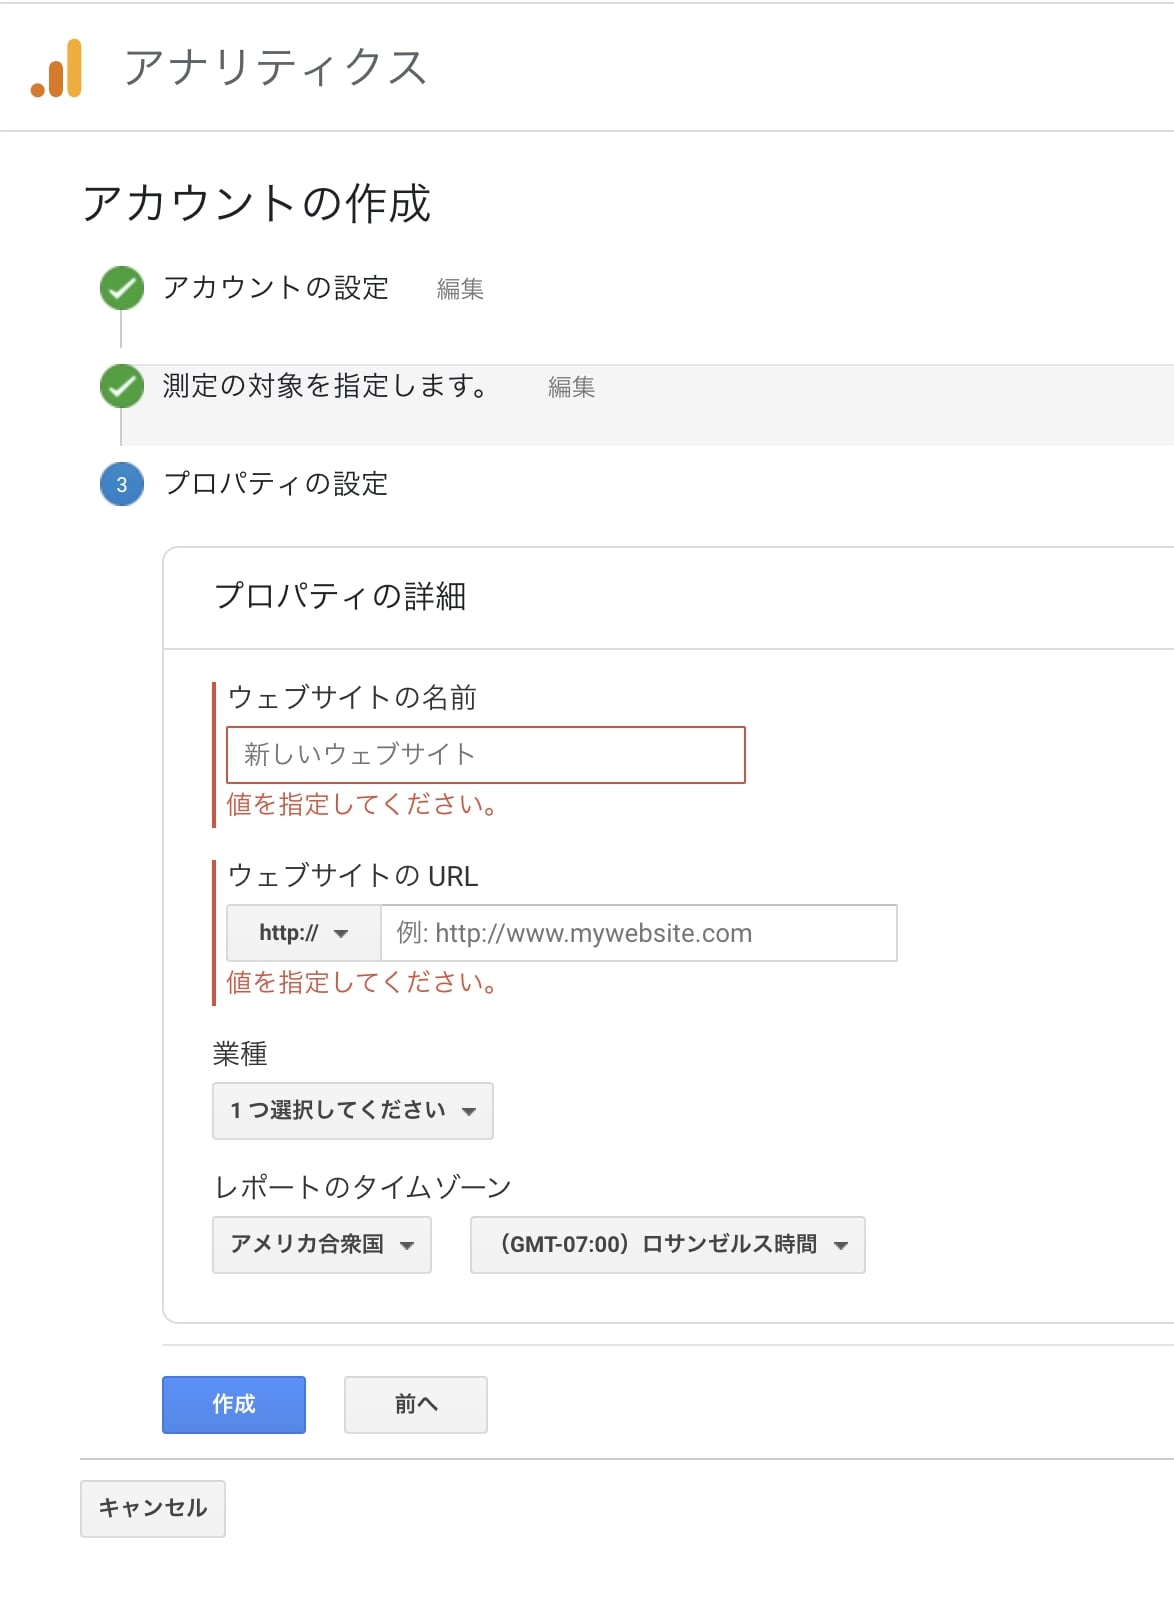 アナリティクス
アカウントの作成
アカウントの設定 編集
測定の対象を指定します。 編集
3 プロパティの設定
プロパティの詳細
ウェブサイトの名前
新しいウェブサイト
値を指定してください。
ウェブサイトの URL
http:// 例: http://www.mywebsite.com
値を指定してください。
業種
1 つ選択してください
レポートのタイムゾーン
アメリカ合衆国 （GMT-07:00）ロサンゼルス時間
作成 前へ
キャンセル